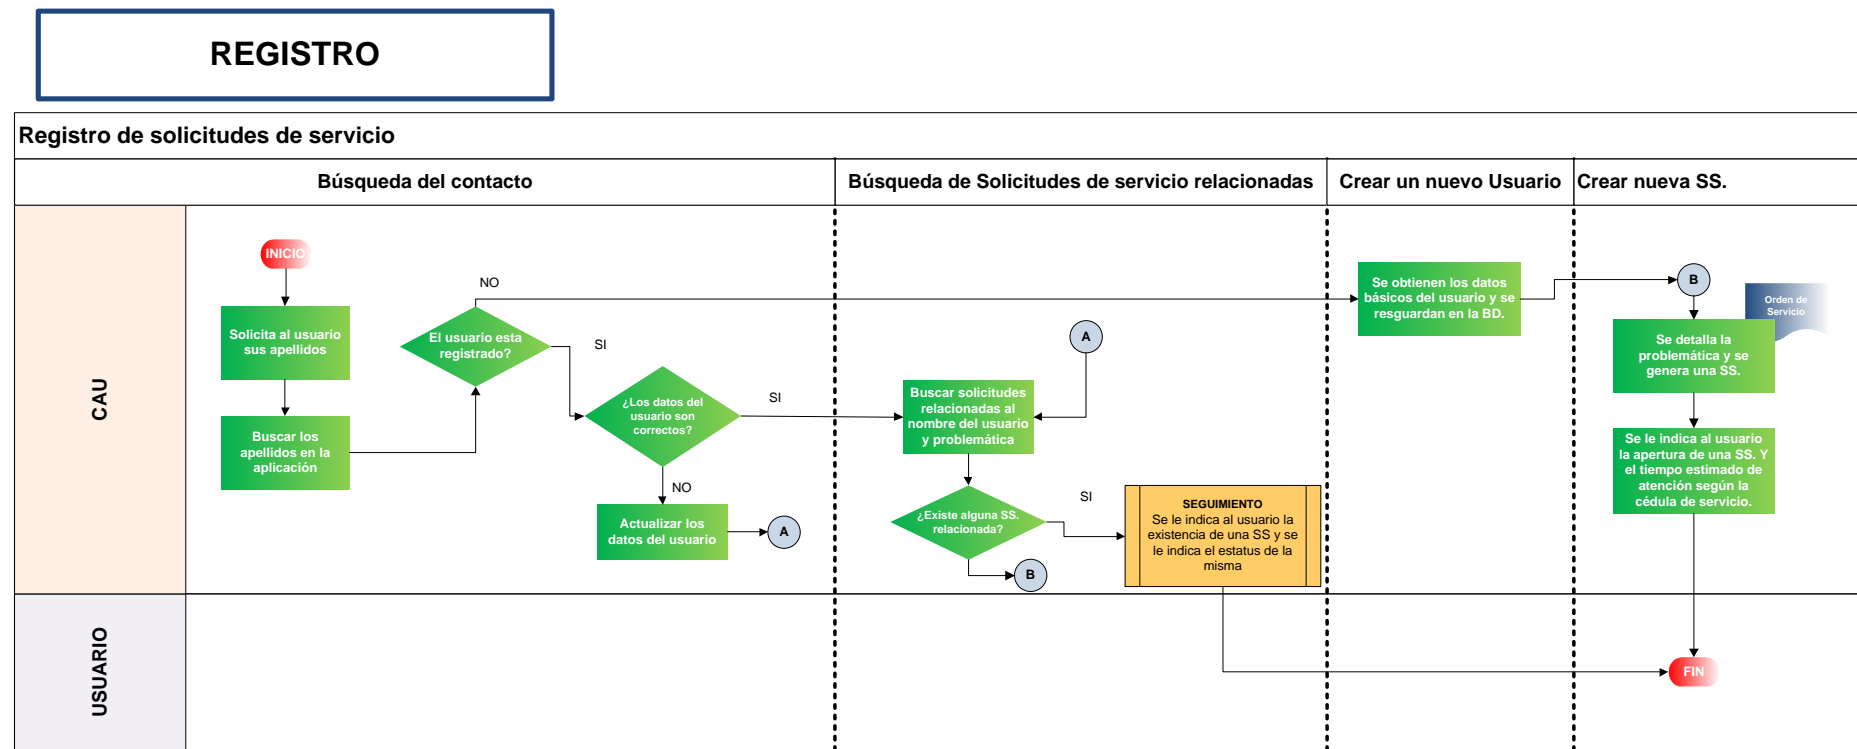 REGISTRO
Registro de solicitudes de servicio
Búsqueda del contacto
Búsqueda de Solicitudes de servicio relacionadas
Crear un nuevo Usuario
Crear nueva SS.
CAU
INICIO
Solicita al usuario
sus apellidos
Buscar los
apellidos en la
aplicación
NO
El usuario esta
registrado?
SI
¿Los datos del
usuario son
correctos?
SI
NO
Actualizar los
datos del usuario
A
A
Buscar solicitudes
relacionadas al
nombre del usuario
y problemática
¿Existe alguna SS.
relacionada?
SI
B
SEGUIMIENTO
Se le indica al usuario la
existencia de una SS y se
le indica el estatus de la
misma
Se obtienen los datos
básicos del usuario y se
resguardan en la BD.
B
Orden de
Servicio
Se detalla la
problemática y se
genera una SS.
Se le indica al usuario
la apertura de una SS. Y
el tiempo estimado de
atención según la
cédula de servicio.
USUARIO
FIN